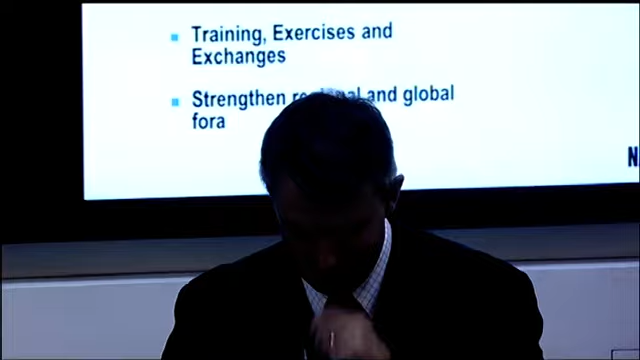 Training, Exercises and
Exchanges
Strengthen and global
fora